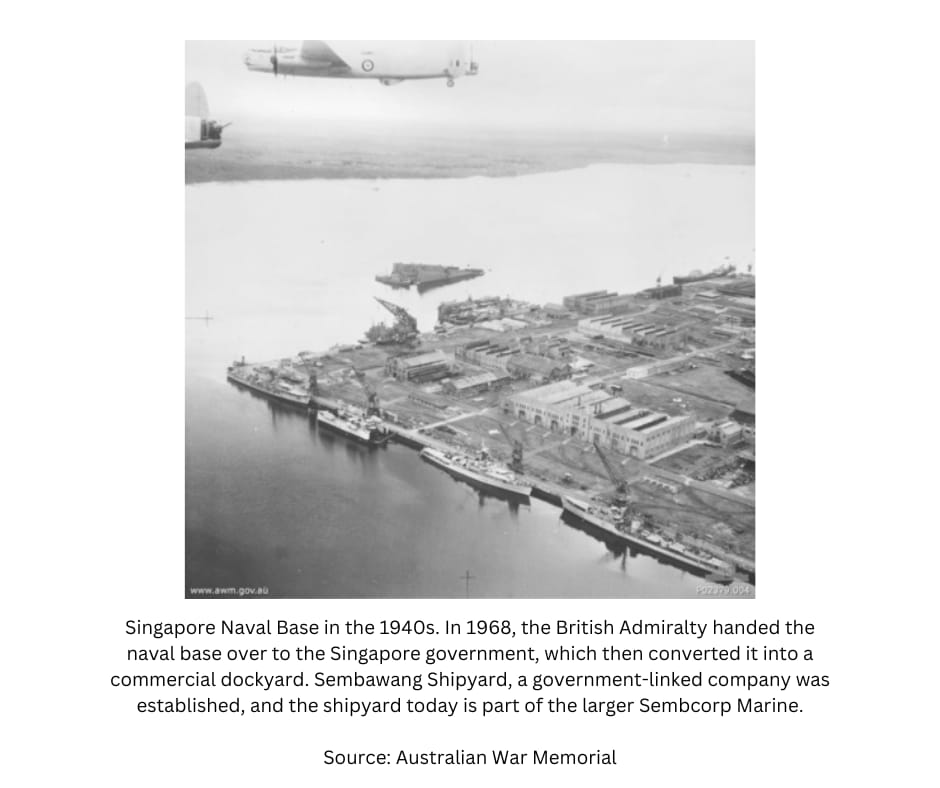 www.awm.gov.au
P02379.004
Singapore Naval Base in the 1940s. In 1968, the British Admiralty handed the
naval base over to the Singapore government, which then converted it into a
commercial dockyard. Sembawang Shipyard, a government-linked company was
established, and the shipyard today is part of the larger Sembcorp Marine.
Source: Australian War Memorial